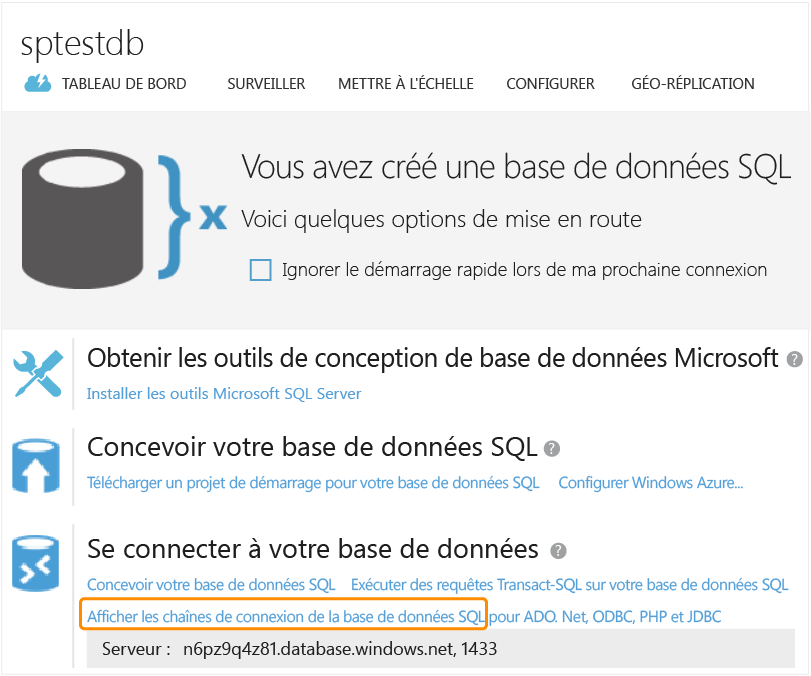 sptestdb
TABLEAU DE BORD SURVEILLER METTRE À L'ÉCHELLE CONFIGURER GÉO-RÉPLICATION
Vous avez créé une base de données SQL
Voici quelques options de mise en route
Ignorer le démarrage rapide lors de ma prochaine connexion
Obtenir les outils de conception de base de données Microsoft ?
Installer les outils Microsoft SQL Server
Concevoir votre base de données SQL ?
Télécharger un projet de démarrage pour votre base de données SQL Configurer Windows Azure...
Se connecter à votre base de données ?
Concevoir votre base de données SQL Exécuter des requêtes Transact-SQL sur votre base de données SQL
Afficher les chaînes de connexion de la base de données SQL pour ADO. Net, ODBC, PHP et JDBC
Serveur : n6pz9q4z81.database.windows.net, 1433